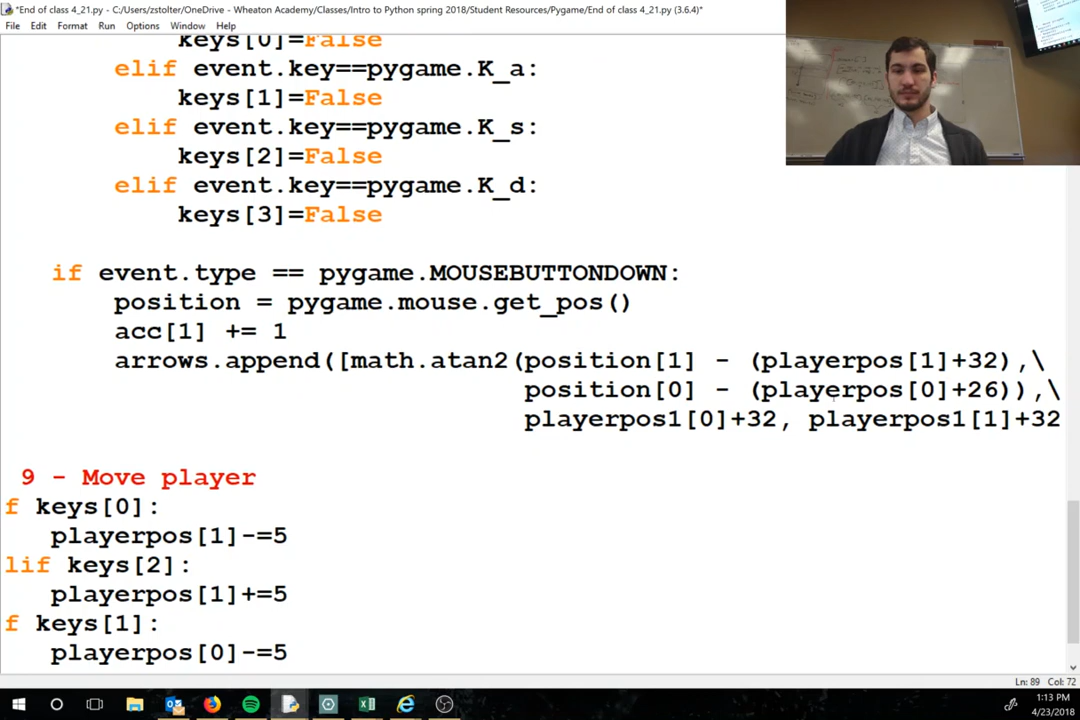 *End of class 4_21.py - C:/Users/zstolter/OneDrive - Wheaton Academy/Classes/Intro to Python spring 2018/Student Resources/Pygame/End of class 4_21.py (3.6.4)*
File Edit Format Run Options Window Help
keys[0]=False
elif event.key==pygame.K_a:
keys[1]=False
elif event.key==pygame.K_s:
keys[2]=False
elif event.key==pygame.K_d:
keys[3]=False
if event.type == pygame.MOUSEBUTTONDOWN:
position = pygame.mouse.get_pos()
acc[1] += 1
arrows.append([math.atan2(position[1] - (playerpos[1]+32),\
position[0] - (playerpos[0]+26)),\
playerpos1[0]+32, playerpos1[1]+32
9 - Move player
f keys[0]:
playerpos[1]-=5
lif keys[2]:
playerpos[1]+=5
f keys[1]:
playerpos[0]-=5
Ln: 89 Col: 72
1:13 PM
4/23/2018